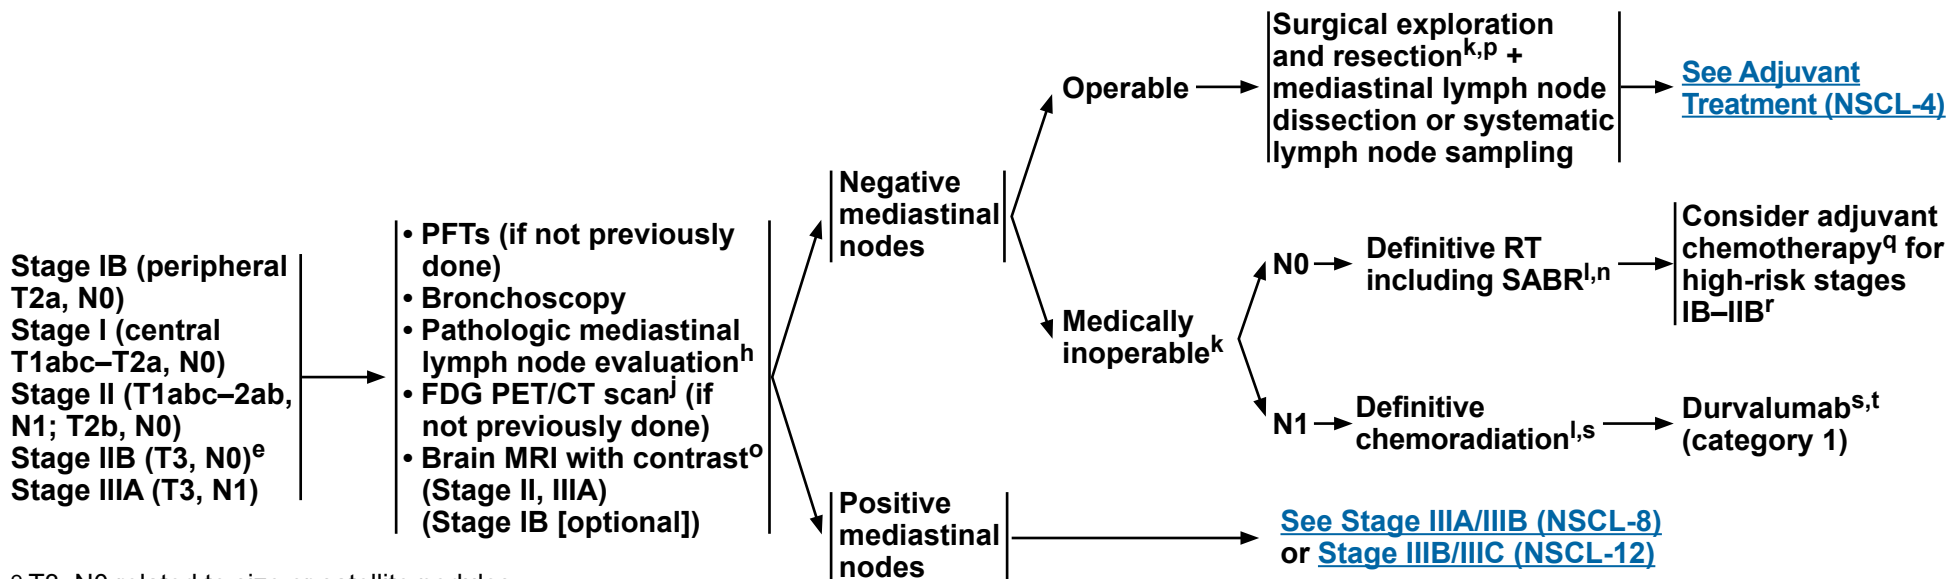 Stage IB (peripheral
T2a, N0)
Stage I (central
T1abc–T2a, N0)
Stage II (T1abc–2ab,
N1; T2b, N0)
Stage IIB (T3, N0)e
Stage IIIA (T3, N1)
• PFTs (if not previously
done)
• Bronchoscopy
• Pathologic mediastinal
lymph node evaluationh
• FDG PET/CT scanj (if
not previously done)
• Brain MRI with contrasto
(Stage II, IIIA)
(Stage IB [optional])
Negative
mediastinal
nodes
Operable
Surgical exploration
and resectionk,p +
mediastinal lymph node
dissection or systematic
lymph node sampling
See Adjuvant
Treatment (NSCL-4)
Medically
inoperablek
N0
Definitive RT
including SABRl,n
Consider adjuvant
chemotherapyq for
high-risk stages
IB–IIBr
N1
Definitive
chemoradiationl,s
Durvalumabs,t
(category 1)
Positive
mediastinal
nodes
See Stage IIIA/IIIB (NSCL-8)
or Stage IIIB/IIIC (NSCL-12)